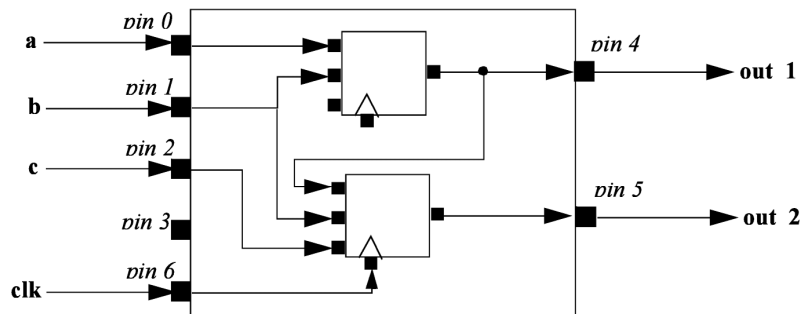 pin 0
a
pin 4
out 1
pin 1
b
pin 2
c
pin 3
pin 5
out 2
pin 6
clk